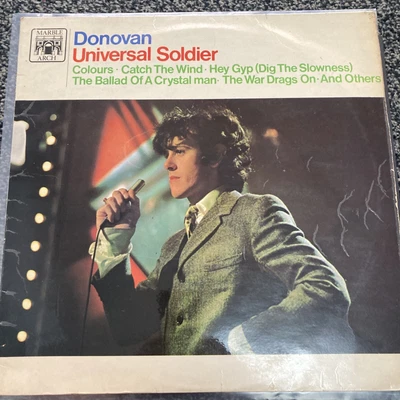 MARBLE
ARCH
Donovan
Universal Soldier
Colours · Catch The Wind · Hey Gyp (Dig The Slowness)
The Ballad Of A Crystal man · The War Drags On · And Others